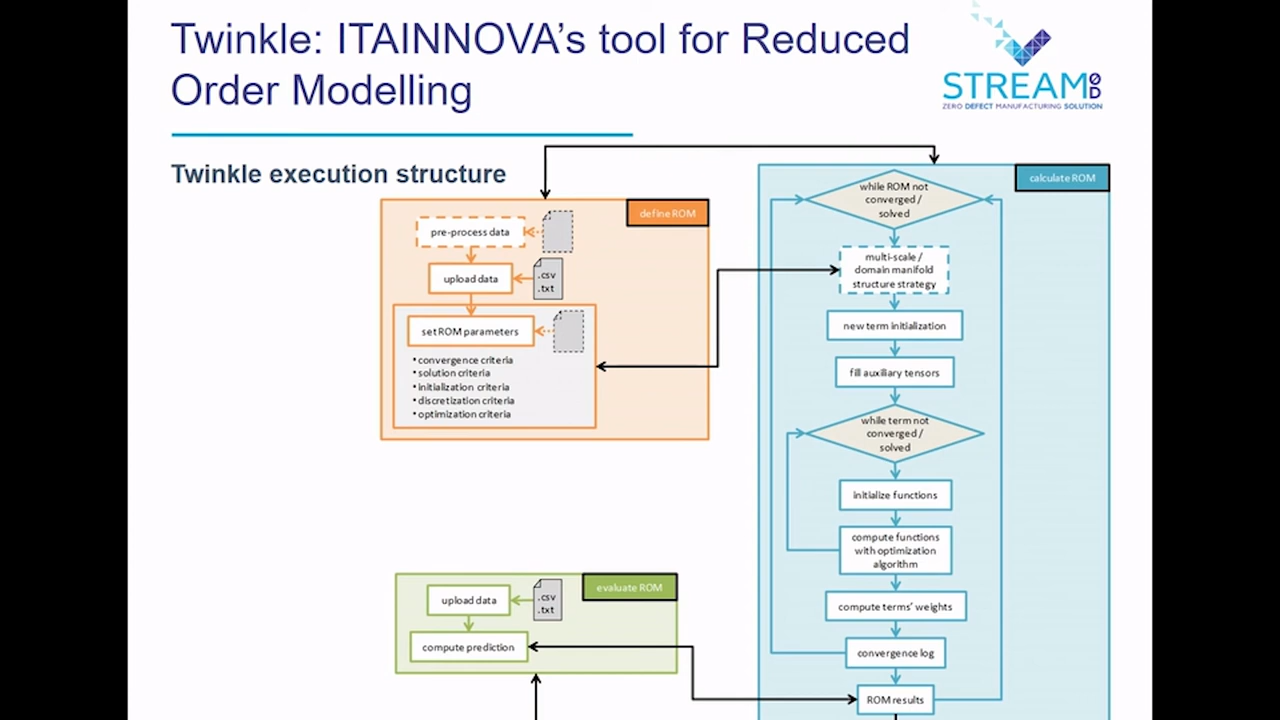 Twinkle: ITAINNOVA's tool for Reduced
Order Modelling
STREAM 0D
ZERO DEFECT MANUFACTURING SOLUTION
Twinkle execution structure
define ROM
pre-process data
upload data
.csv
.txt
set ROM parameters
• convergence criteria
• solution criteria
• initialization criteria
• discretization criteria
• optimization criteria
calculate ROM
while ROM not
converged /
solved
multi-scale /
domain manifold
structure strategy
new term initialization
fill auxiliary tensors
while term not
converged /
solved
initialize functions
compute functions
with optimization
algorithm
compute terms' weights
convergence log
ROM results
evaluate ROM
upload data
.csv
.txt
compute prediction